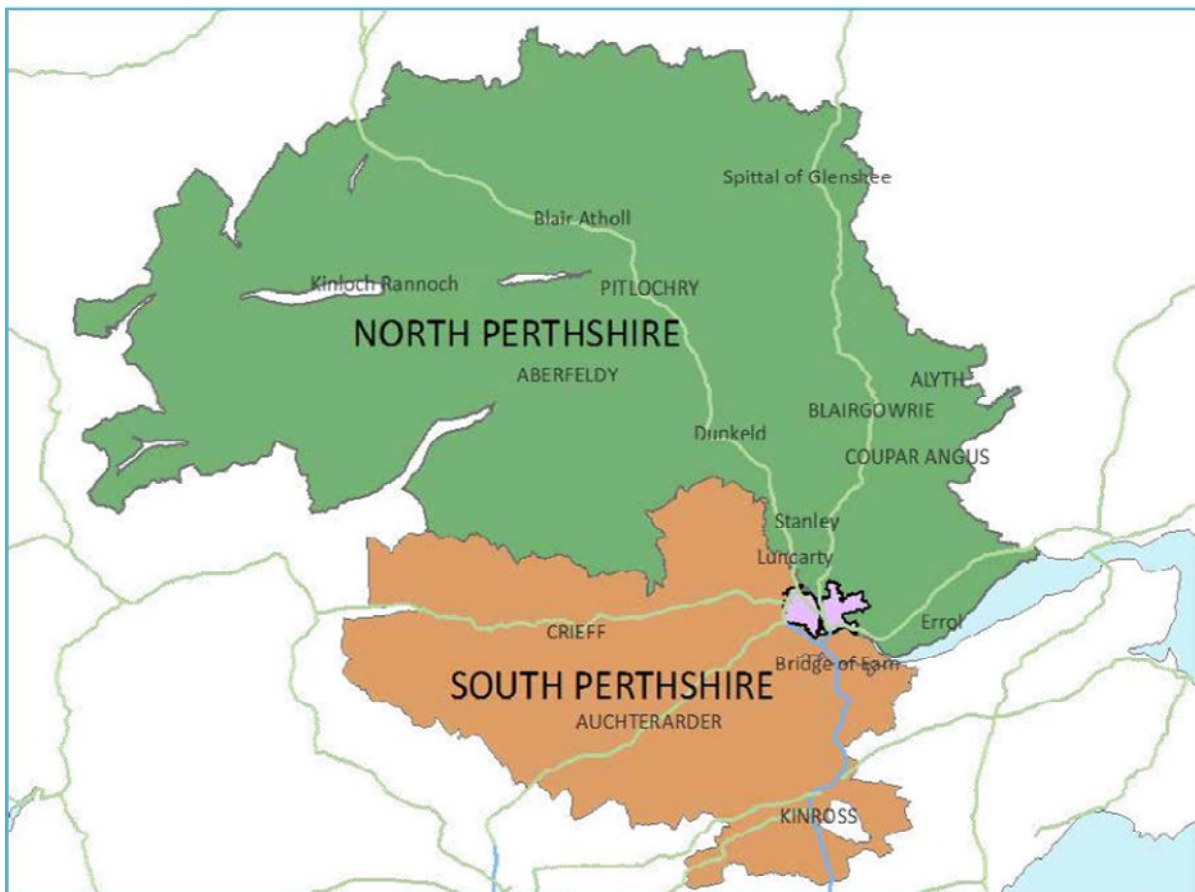 Spittal of Glenshee
Blair Atholl
Kinloch Rannoch
PITLOCHRY
NORTH PERTHSHIRE
ABERFELDY
ALYTH
BLAIRGOWRIE
Dunkeld
COUPAR ANGUS
Stanley
Luncarty
Errol
CRIEFF
Bridge of Earn
SOUTH PERTHSHIRE
AUCHTERARDER
KINROSS